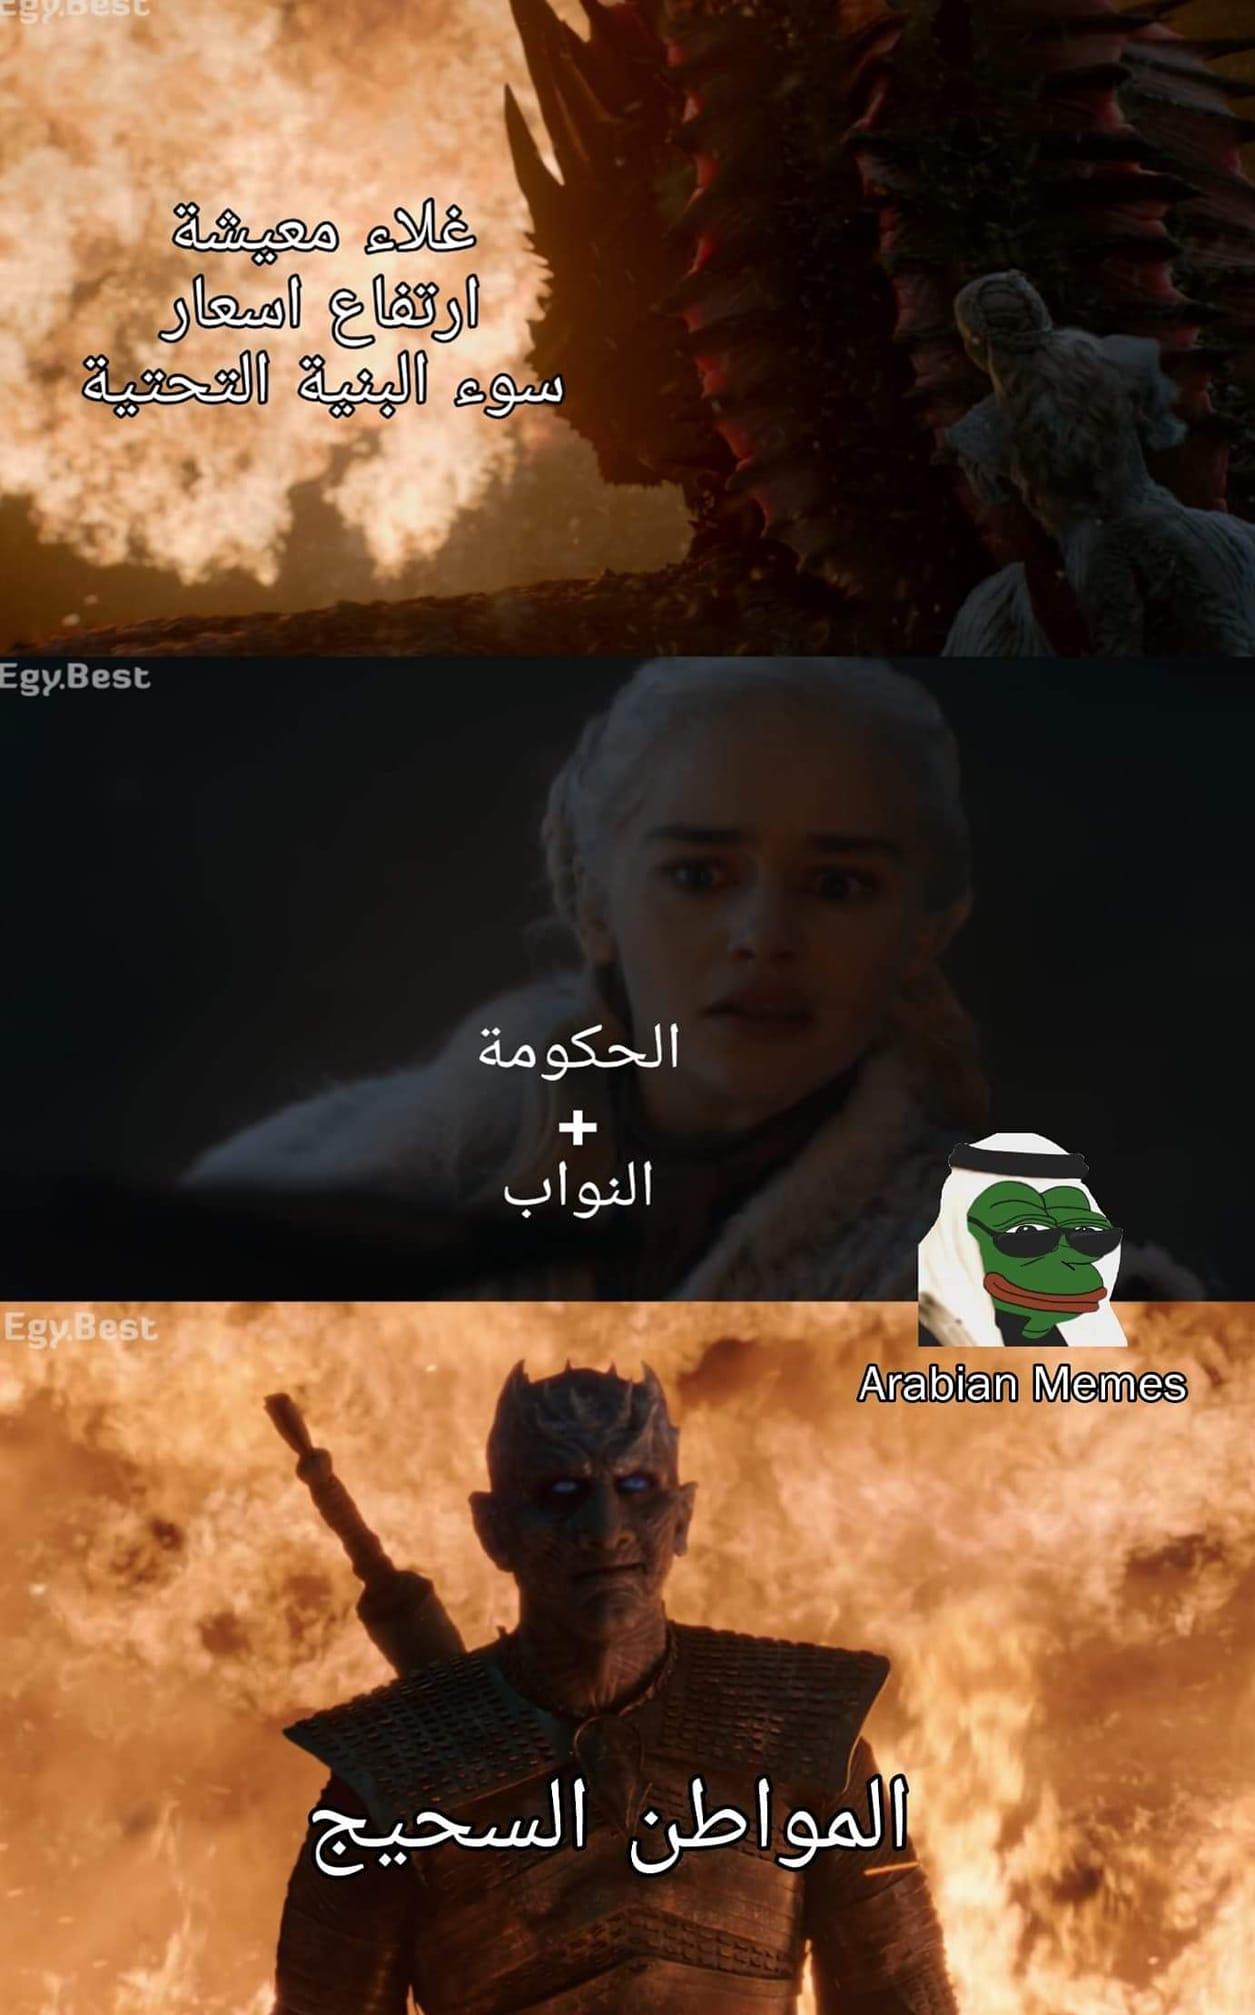 Egy.Best
غلاء معيشة
ارتفاع اسعار
سوء البنية التحتية
Egy.Best
الحكومة
+
النواب
Egy.Best
Arabian Memes
المواطن السحيج